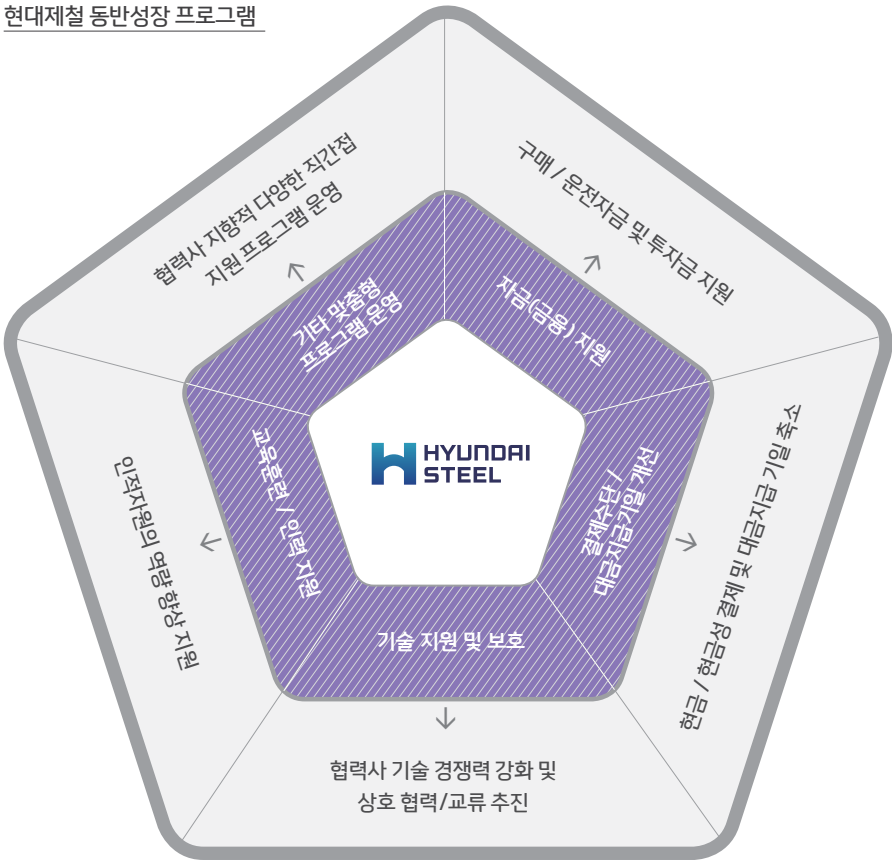 현대제철 동반성장 프로그램
협력사 지향적 다양한 직간접
지원 프로그램 운영
구매 / 운전자금 및 투자금 지원
기타 맞춤형
프로그램 운영
자금(금융) 지원
HYUNDAI
STEEL
교육훈련 / 인력 지원
결제수단 /
대금지급기일 개선
인적자원의 역량 향상 지원
현금 / 현금성 결제 및 대금지급 기일 축소
기술 지원 및 보호
협력사 기술 경쟁력 강화 및
상호 협력/교류 추진